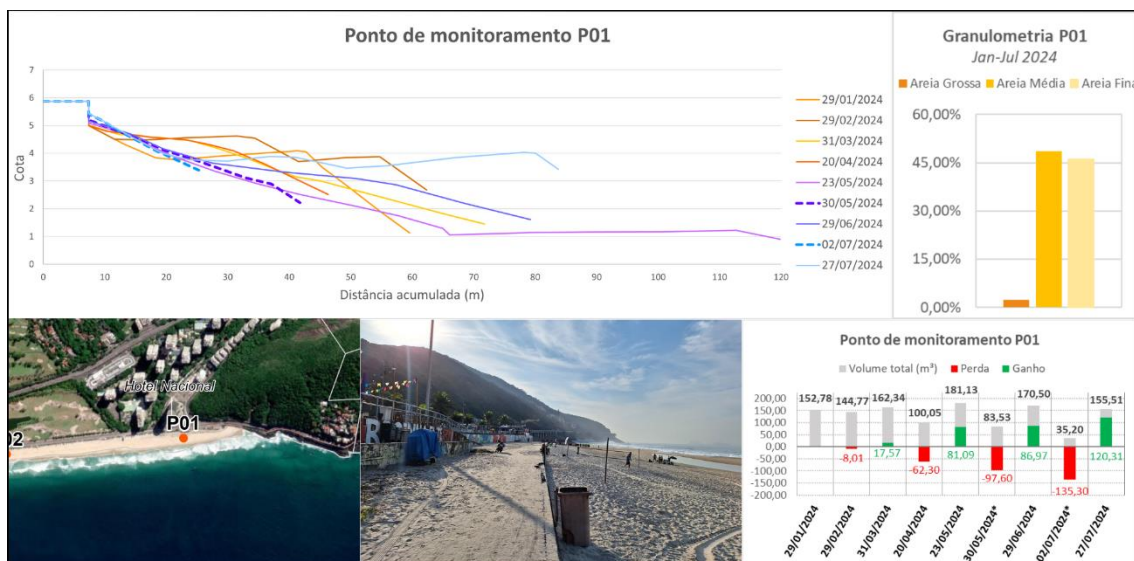 Ponto de monitoramento P01
Cota
7
6
5
4
3
2
1
0
0 10 20 30 40 50 60 70 80 90 100 110 120
Distância acumulada (m)
29/01/2024
29/02/2024
31/03/2024
20/04/2024
23/05/2024
30/05/2024
29/06/2024
02/07/2024
27/07/2024
Granulometria P01
Jan-Jul 2024
Areia Grossa Areia Média Areia Fina
60,00%
45,00%
30,00%
15,00%
0,00%
Hotel Nacional
P01
02
Ponto de monitoramento P01
Volume total (m³) Perda Ganho
200,00
150,00
100,00
50,00
0,00
-50,00
-100,00
-150,00
-200,00
152,78 144,77 162,34 100,05 181,13 83,53 170,50 35,20 155,51
-8,01 17,57 -62,30 81,09 -97,60 86,97 -135,30 120,31
29/01/2024 29/02/2024 31/03/2024 20/04/2024 23/05/2024 30/05/2024* 29/06/2024 02/07/2024* 27/07/2024